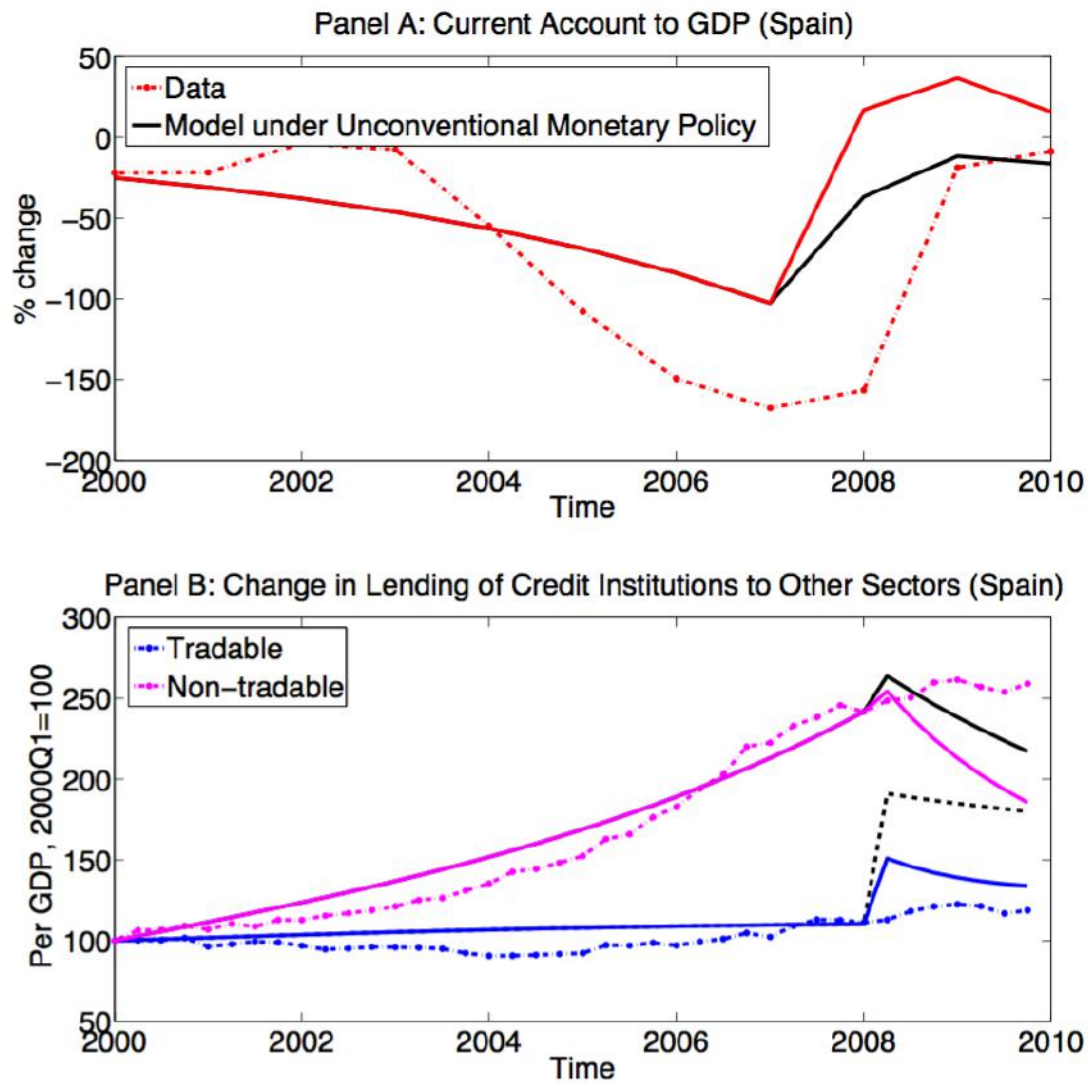 Panel A: Current Account to GDP (Spain)
50
Data
Model under Unconventional Monetary Policy
0
−50
% change
−100
−150
−200
2000 2002 2004 2006 2008 2010
Time
Panel B: Change in Lending of Credit Institutions to Other Sectors (Spain)
300
Tradable
Non−tradable
250
200
Per GDP, 2000Q1=100
150
100
50
2000 2002 2004 2006 2008 2010
Time